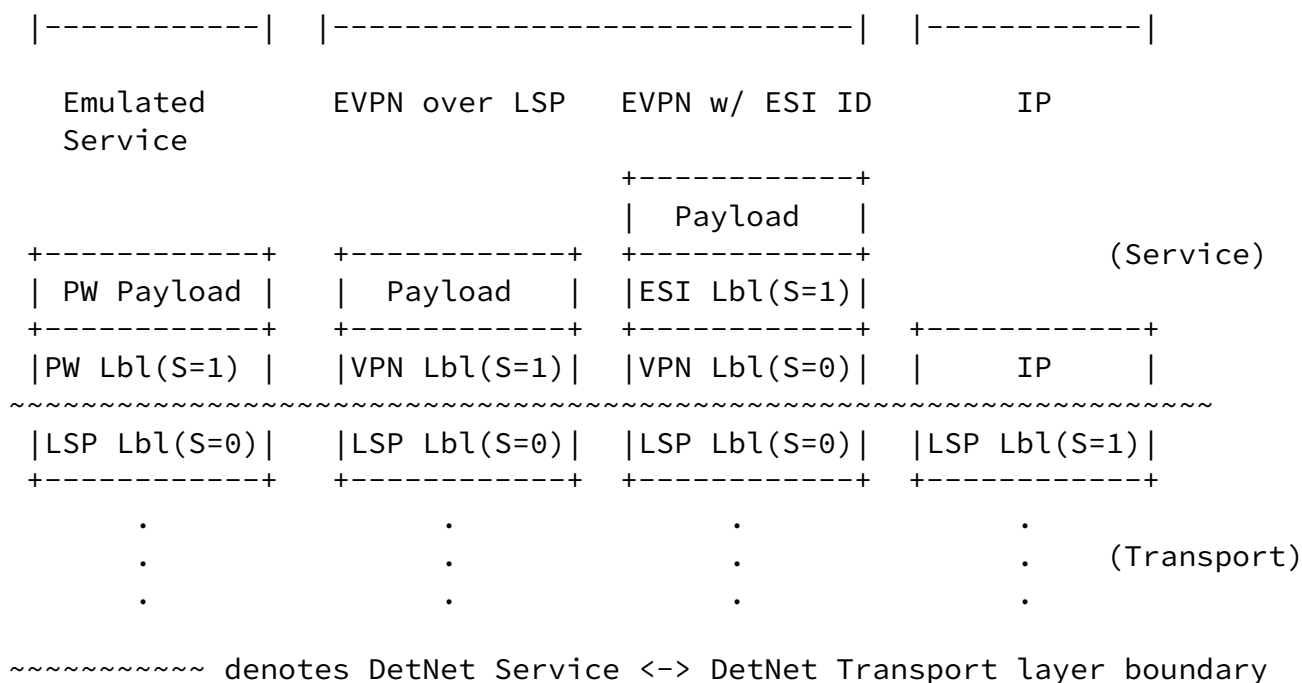 |------------|  |-----------------------------|  |------------|
Emulated       EVPN over LSP   EVPN w/ ESI ID        IP
Service
+------------+
|  Payload   |
+------------+    +------------+  +------------+             (Service)
| PW Payload |    |  Payload   |  |ESI Lbl(S=1)|
+------------+    +------------+  +------------+  +------------+
|PW Lbl(S=1) |    |VPN Lbl(S=1)|  |VPN Lbl(S=0)|  |     IP     |
~~~~~~~~~~~~~~~~~~~~~~~~~~~~~~~~~~~~~~~~~~~~~~~~~~~~~~~~~~~~~~~~~~~
|LSP Lbl(S=0)|    |LSP Lbl(S=0)|  |LSP Lbl(S=0)|  |LSP Lbl(S=1)|
+------------+    +------------+  +------------+  +------------+
.                .               .               .
.                .               .               .    (Transport)
.                .               .               .
~~~~~~~~~~~ denotes DetNet Service <-> DetNet Transport layer boundary